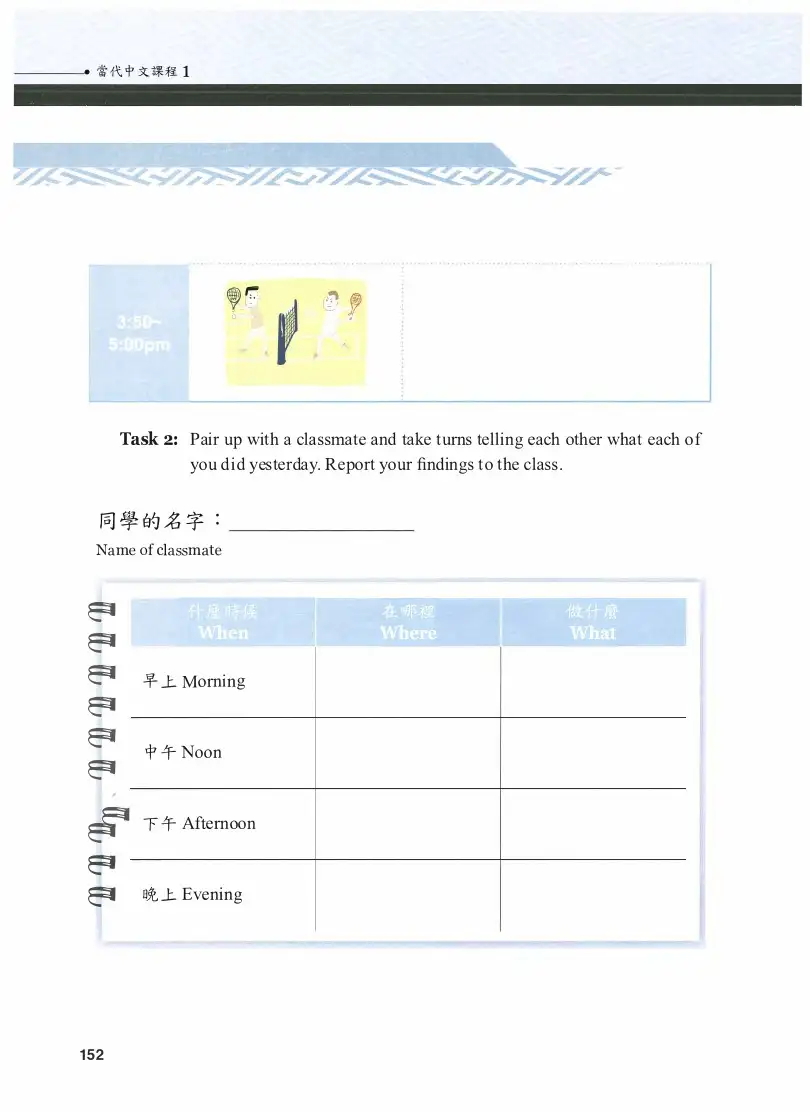 當代中文課程 1
3:50~
5:00pm
Task 2: Pair up with a classmate and take turns telling each other what each of
you did yesterday. Report your findings to the class.
同學的名字：
Name of classmate
什麼時候 在哪裡 做什麼
When Where What
早上 Morning
中午 Noon
下午 Afternoon
晚上 Evening
152